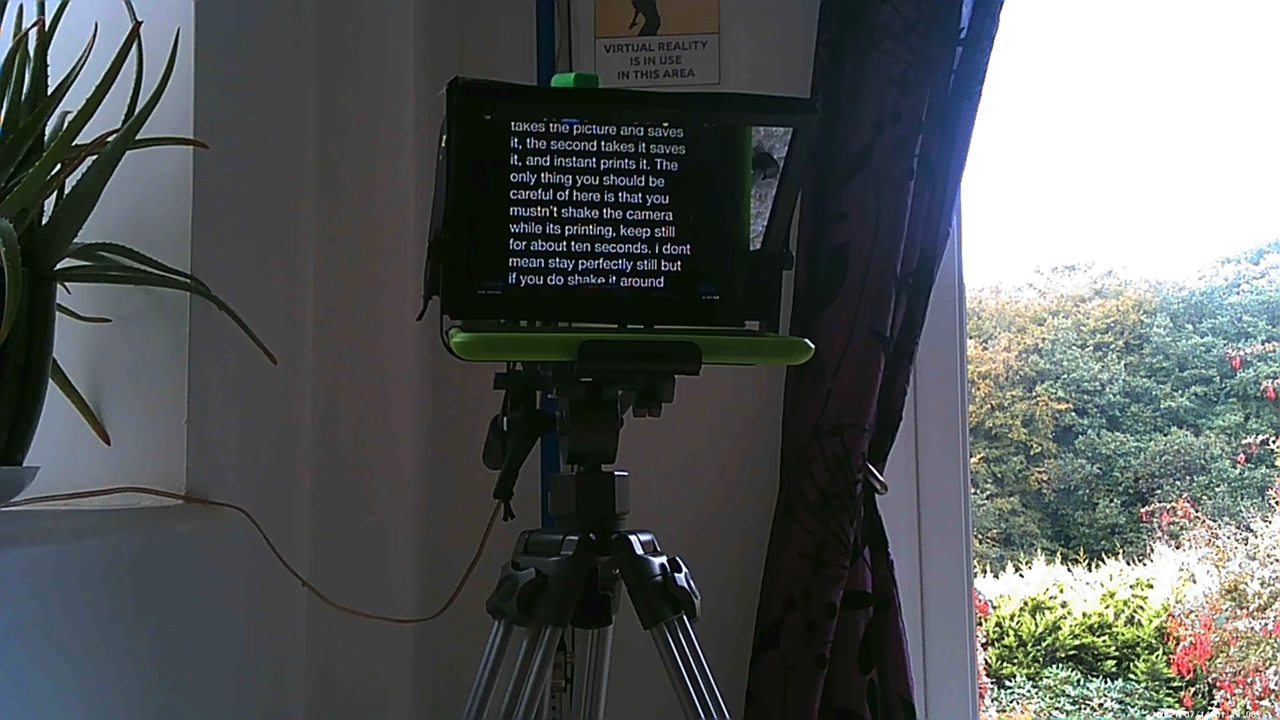 VIRTUAL REALITY
IS IN USE
IN THIS AREA
takes the picture and saves
it, the second takes it saves
it, and instant prints it. The
only thing you should be
careful of here is that you
mustn't shake the camera
while its printing, keep still
for about ten seconds. i dont
mean stay perfectly still but
if you do shake it around